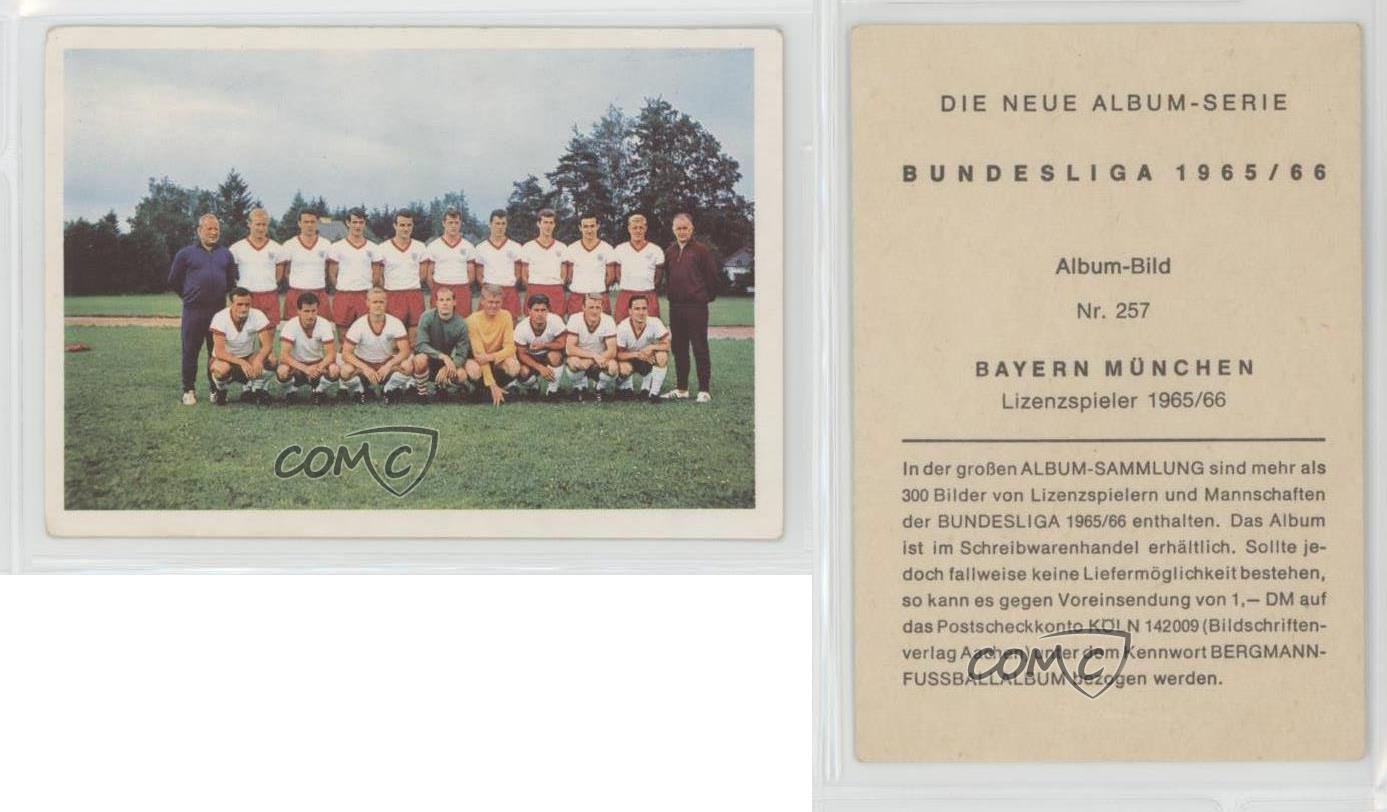 COMC
DIE NEUE ALBUM-SERIE
BUNDESLIGA 1965/66
Album-Bild
Nr. 257
BAYERN MÜNCHEN
Lizenzspieler 1965/66
In der großen ALBUM-SAMMLUNG sind mehr als
300 Bilder von Lizenzspielern und Mannschaften
der BUNDESLIGA 1965/66 enthalten. Das Album
ist im Schreibwarenhandel erhältlich. Sollte je-
doch fallweise keine Liefermöglichkeit bestehen,
so kann es gegen Voreinsendung von 1,— DM auf
das Postscheckkonto KÖLN 142009 (Bildschriften-
verlag Aachen) unter dem Kennwort BERGMANN-
FUSSBALLALBUM bezogen werden.
COMC